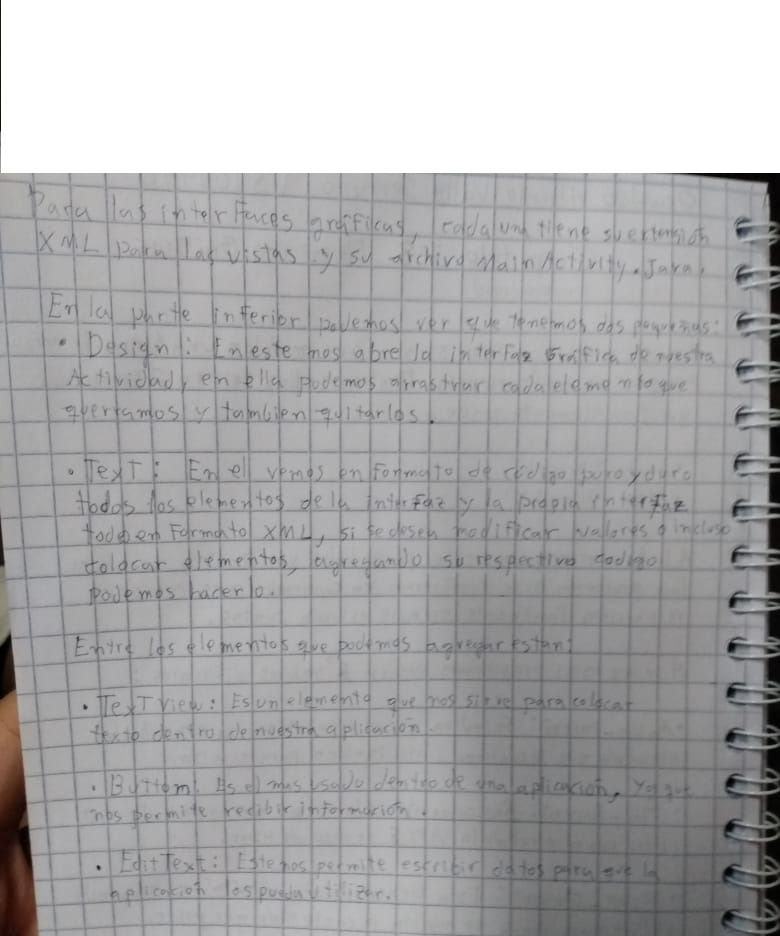 Para las interfaces gráficas, cada una tiene su extensión
XML para las vistas y su archivo MainActivity.Java.
En la parte inferior podemos ver que tenemos dos pequeñas:
• Design: En este nos abre la interfaz gráfica de nuestra
Actividad, en ella podemos arrastrar cada elemento que
querramos y tambien quitarlos.
• Text: En el vemos en formato de código puro y duro
todos los elementos de la interfaz y la propia interfaz
todo en Formato XML, si se desea modificar valores o incluso
colocar elementos, agregando su respectivo codigo
podemos hacerlo.
Entre los elementos que podemos agregar estan:
• TextView: Es un elemento que nos sirve para colocar
texto dentro de nuestra aplicación.
• Buttom: Es el mas usado dentro de una aplicación, ya que
nos permite recibir información.
• EditText: Este nos permite escribir datos para que la
aplicación los pueda utilizar.